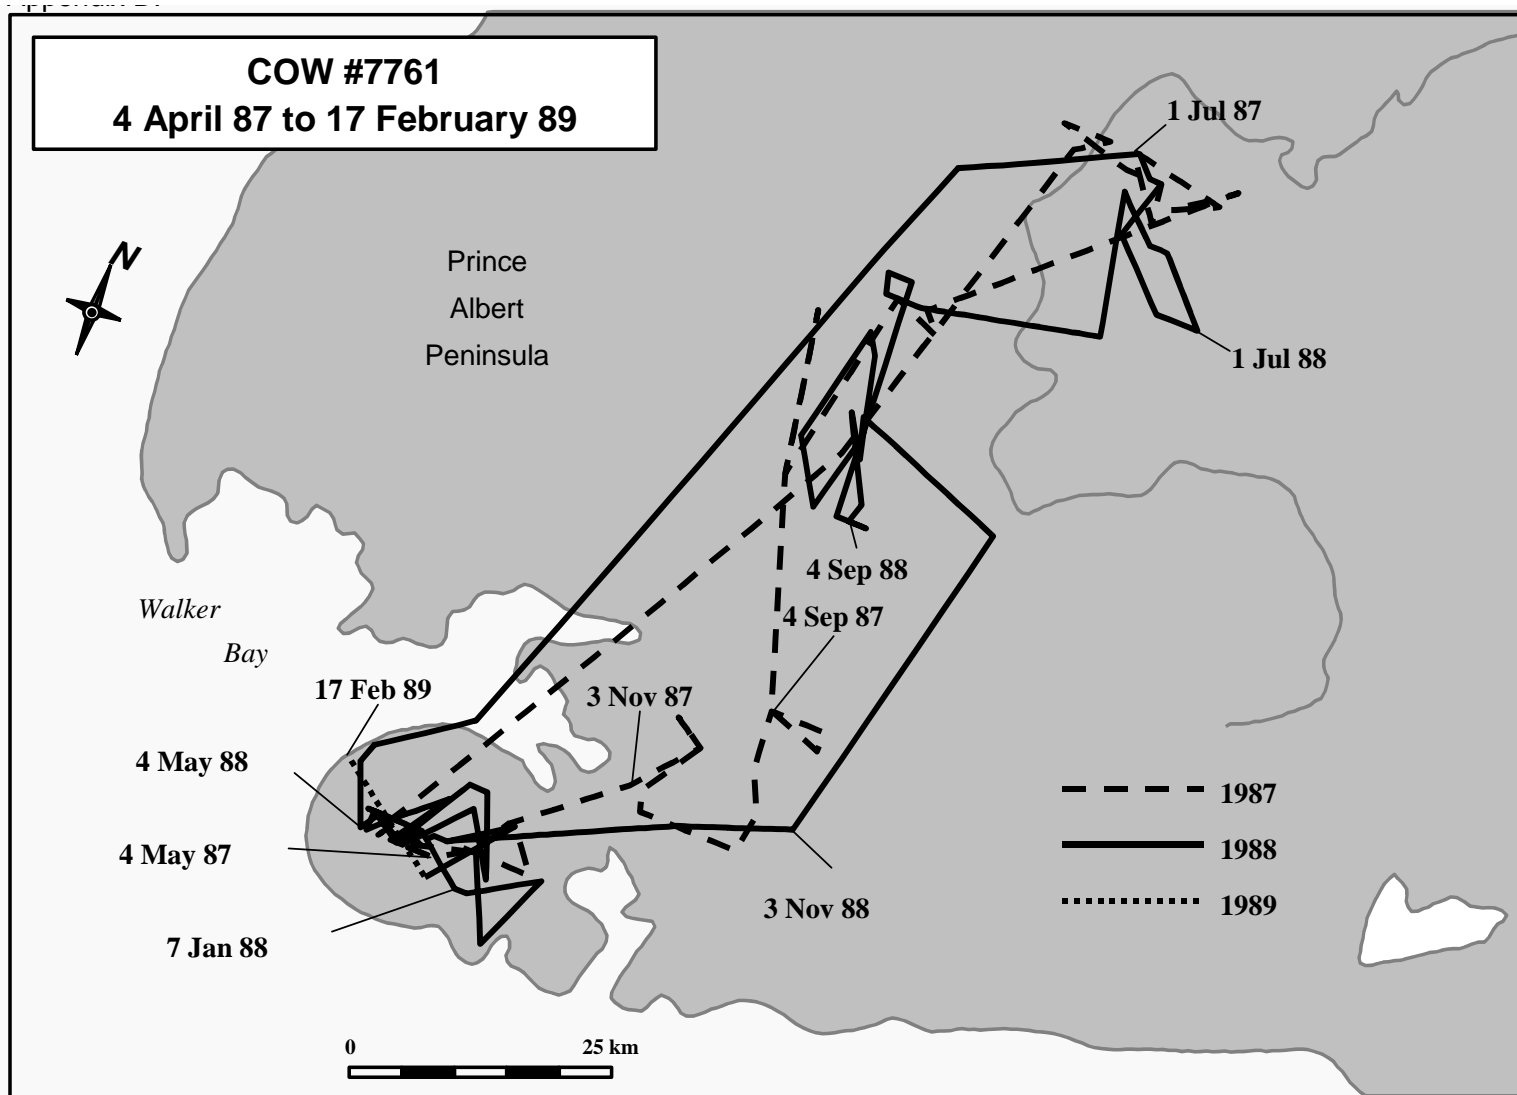 COW #7761
4 April 87 to 17 February 89
1 Jul 87
N
Prince
Albert
Peninsula
1 Jul 88
4 Sep 88
Walker
4 Sep 87
Bay
17 Feb 89
3 Nov 87
4 May 88
1987
4 May 87
1988
3 Nov 88
1989
7 Jan 88
0 25 km